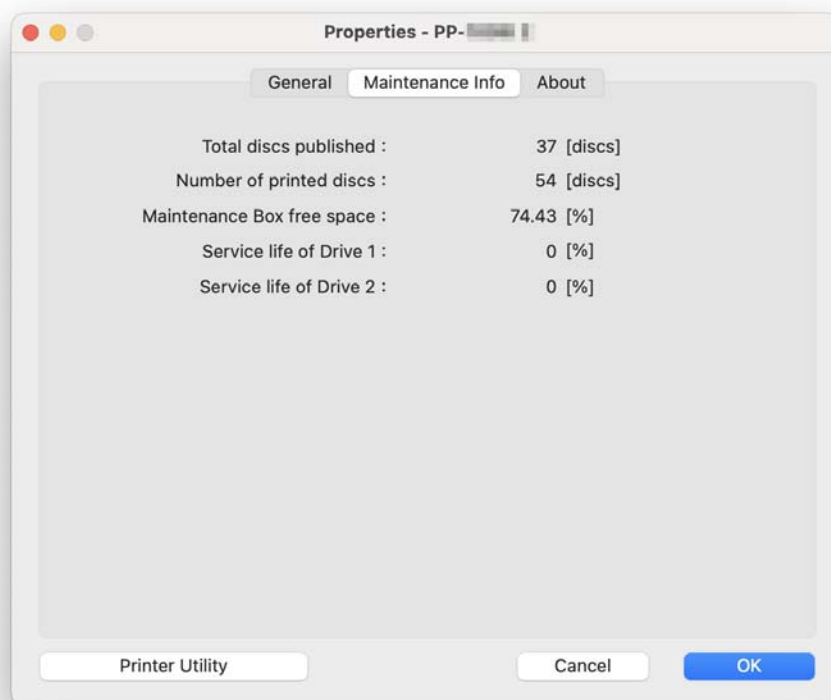 Properties - PP-
General Maintenance Info About
Total discs published : 37 [discs]
Number of printed discs : 54 [discs]
Maintenance Box free space : 74.43 [%]
Service life of Drive 1 : 0 [%]
Service life of Drive 2 : 0 [%]
Printer Utility Cancel OK